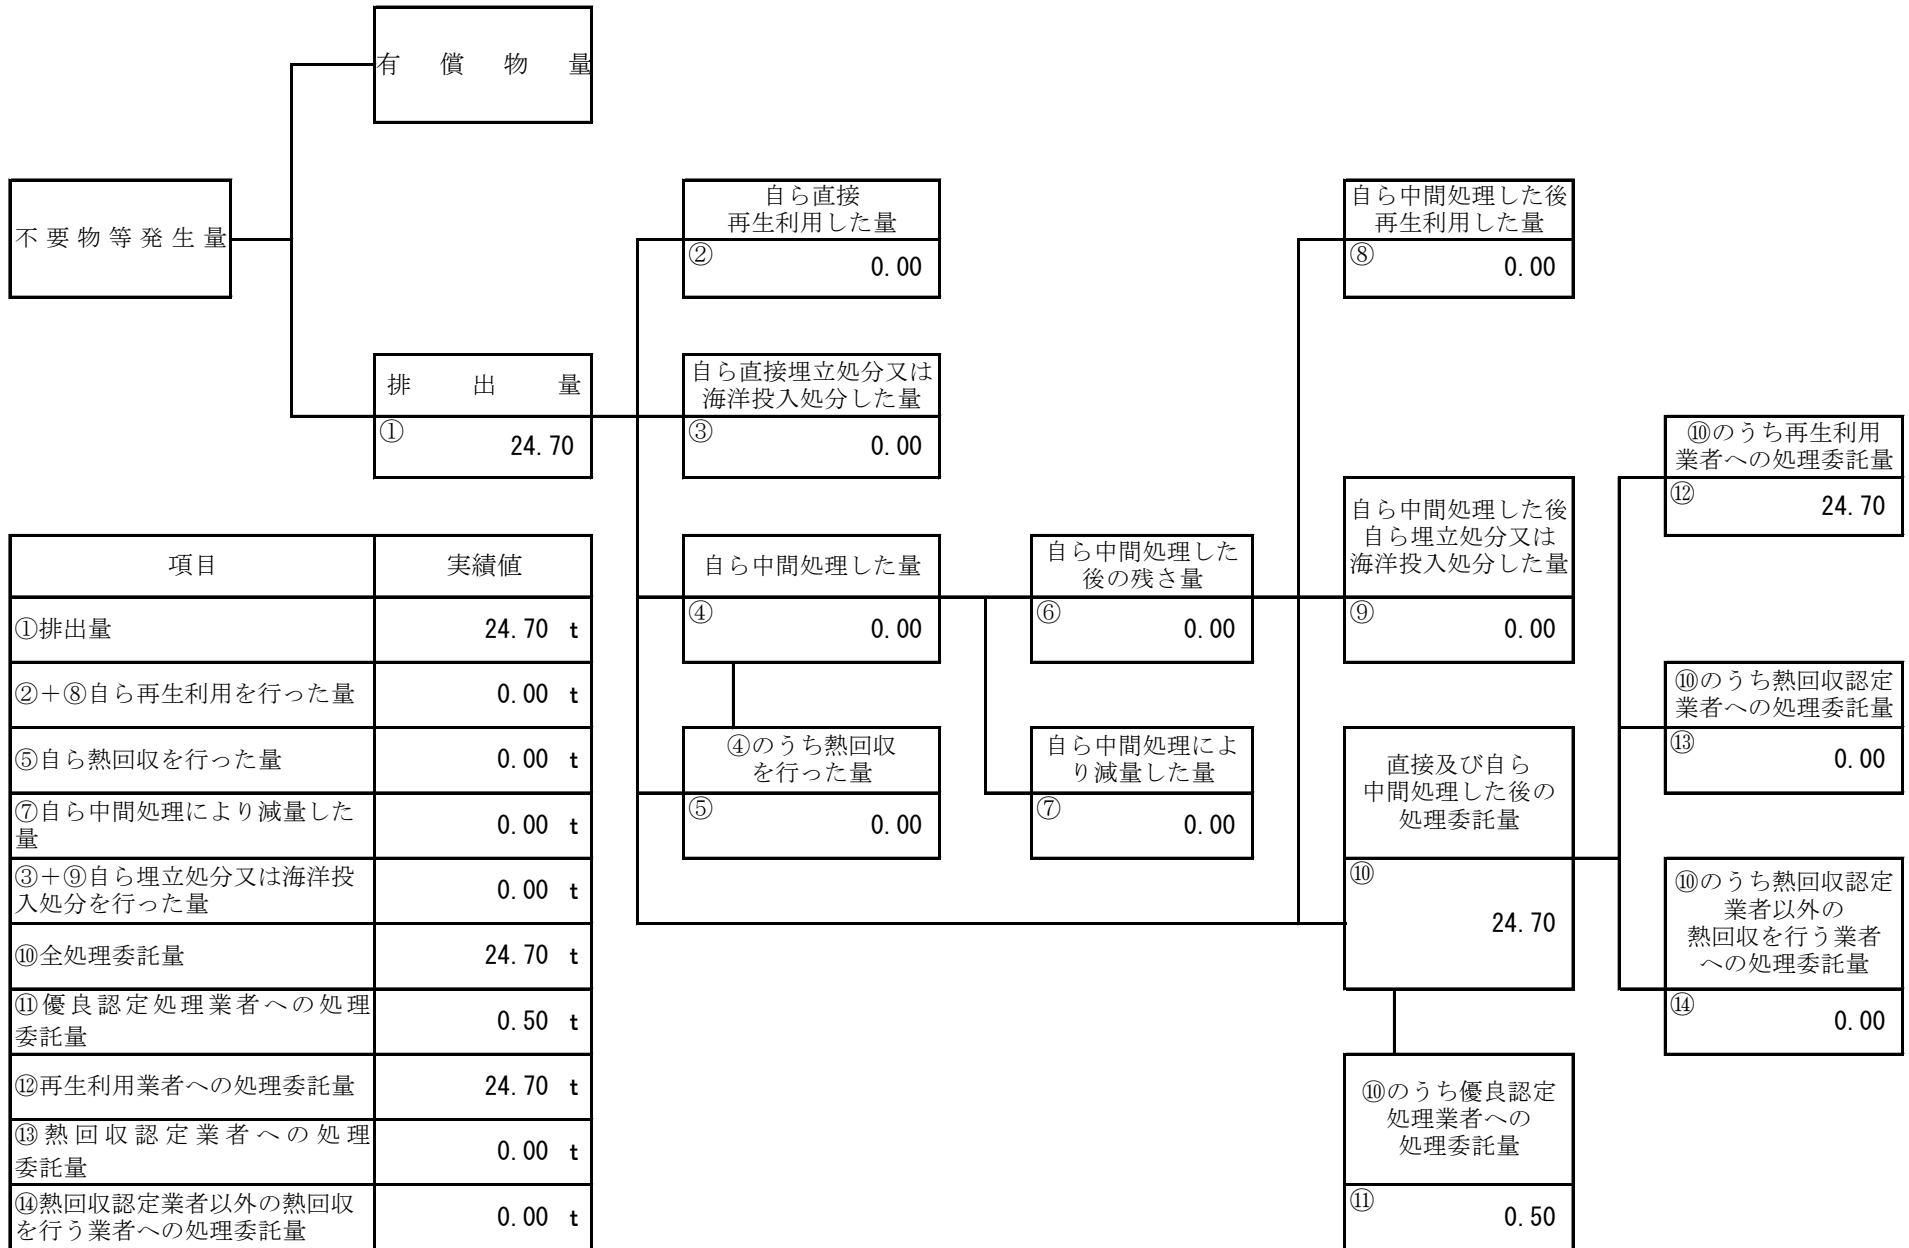 有償物量
不要物等発生量
自ら直接
再生利用した量
② 0.00
自ら中間処理した後
再生利用した量
⑧ 0.00
排出量
① 24.70
自ら直接埋立処分又は
海洋投入処分した量
③ 0.00
⑩のうち再生利用
業者への処理委託量
⑫ 24.70
自ら中間処理した量
④ 0.00
自ら中間処理した
後の残さ量
⑥ 0.00
自ら中間処理した後
自ら埋立処分又は
海洋投入処分した量
⑨ 0.00
④のうち熱回収
を行った量
⑤ 0.00
自ら中間処理によ
り減量した量
⑦ 0.00
直接及び自ら
中間処理した後の
処理委託量
⑩
24.70
⑩のうち熱回収認定
業者への処理委託量
⑬ 0.00
⑩のうち熱回収認定
業者以外の
熱回収を行う業者
への処理委託量
⑭ 0.00
⑩のうち優良認定
処理業者への
処理委託量
⑪ 0.50
項目 実績値
①排出量 24.70 t
②＋⑧自ら再生利用を行った量 0.00 t
⑤自ら熱回収を行った量 0.00 t
⑦自ら中間処理により減量した
量 0.00 t
③＋⑨自ら埋立処分又は海洋投
入処分を行った量 0.00 t
⑩全処理委託量 24.70 t
⑪優良認定処理業者への処理
委託量 0.50 t
⑫再生利用業者への処理委託量 24.70 t
⑬熱回収認定業者への処理
委託量 0.00 t
⑭熱回収認定業者以外の熱回収
を行う業者への処理委託量 0.00 t